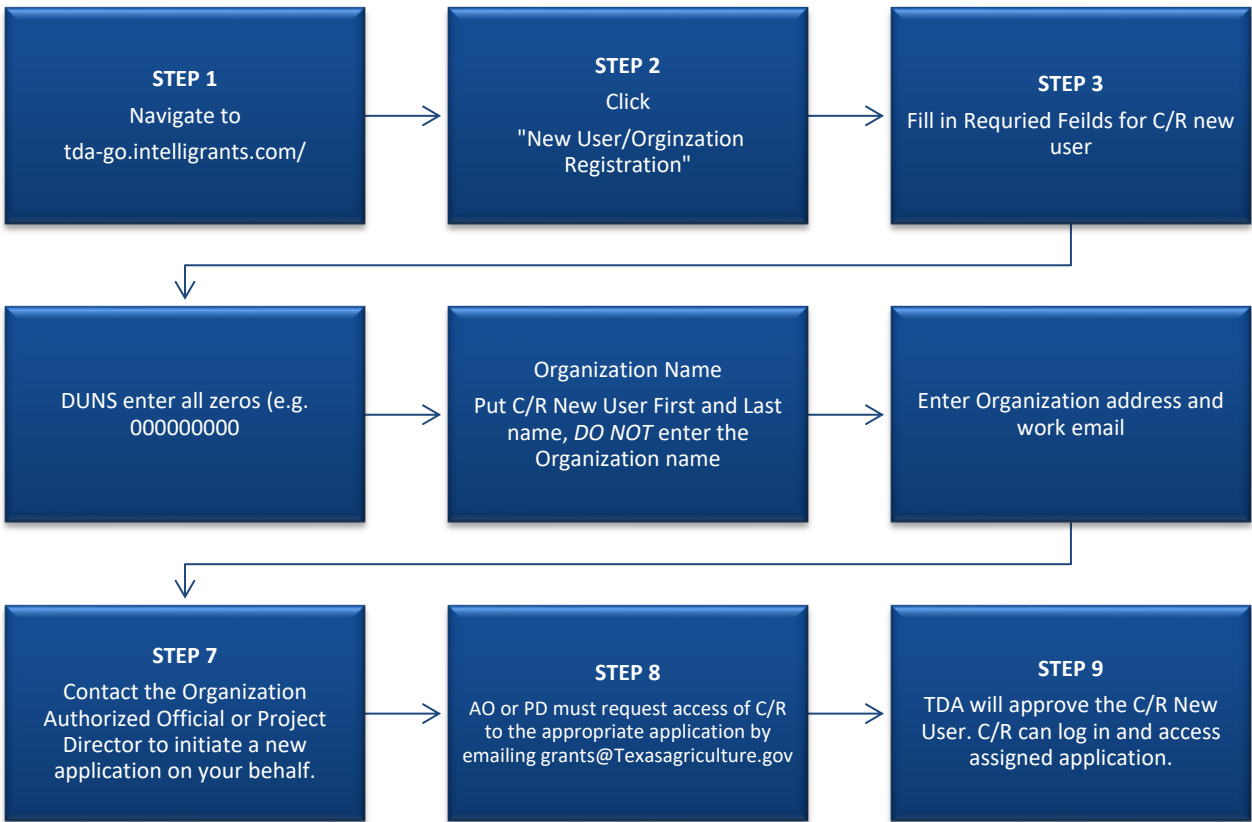 STEP 1
Navigate to
tda-go.intelligrants.com/
STEP 2
Click
"New User/Orginzation
Registration"
STEP 3
Fill in Requried Feilds for C/R new
user
DUNS enter all zeros (e.g.
000000000
Organization Name
Put C/R New User First and Last
name, DO NOT enter the
Organization name
Enter Organization address and
work email
STEP 7
Contact the Organization
Authorized Official or Project
Director to initiate a new
application on your behalf.
STEP 8
AO or PD must request access of C/R
to the appropriate application by
emailing grants@Texasagriculture.gov
STEP 9
TDA will approve the C/R New
User. C/R can log in and access
assigned application.